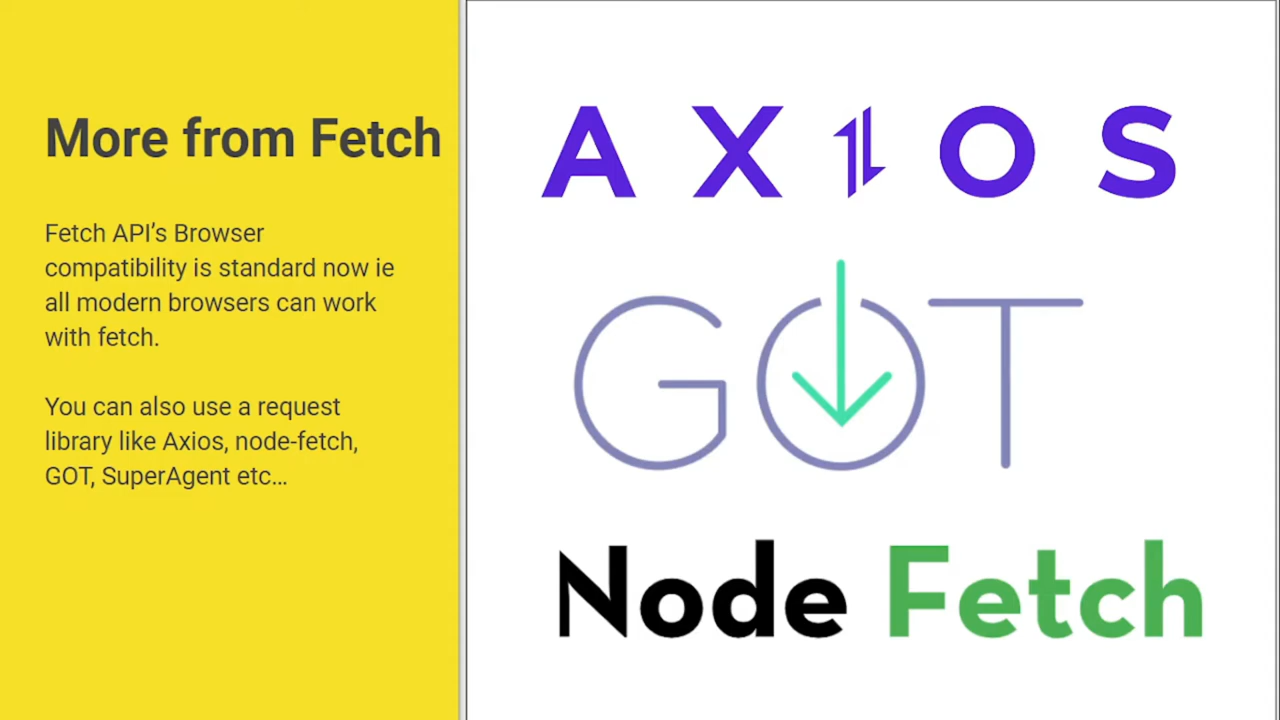 More from Fetch
Fetch API’s Browser
compatibility is standard now ie
all modern browsers can work
with fetch.
You can also use a request
library like Axios, node-fetch,
GOT, SuperAgent etc…
AXIOS
GOT
Node Fetch